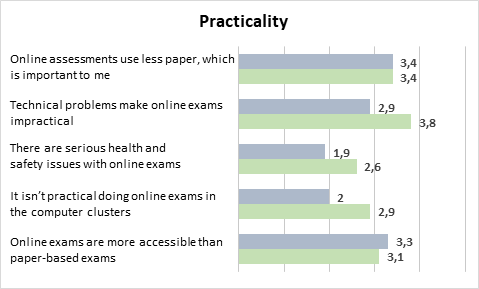 Practicality
Online assessments use less paper, which
is important to me
3,4
3,4
Technical problems make online exams
impractical
2,9
3,8
There are serious health and
safety issues with online exams
1,9
2,6
It isn't practical doing online exams in
the computer clusters
2
2,9
Online exams are more accessible than
paper-based exams
3,3
3,1